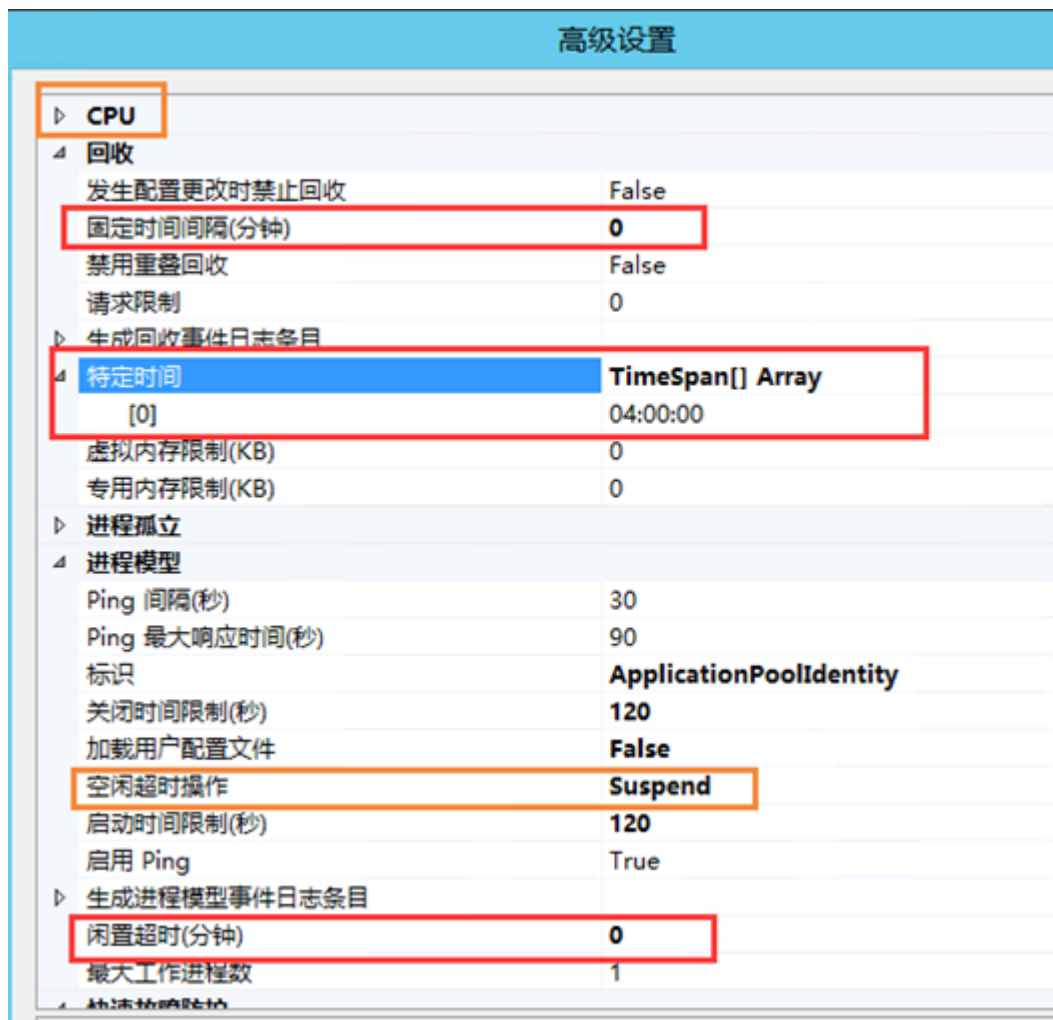 高级设置
CPU
回收
发生配置更改时禁止回收 False
固定时间间隔(分钟) 0
禁用重叠回收 False
请求限制 0
生成回收事件日志条目
特定时间 TimeSpan[] Array
[0] 04:00:00
虚拟内存限制(KB) 0
专用内存限制(KB) 0
进程孤立
进程模型
Ping 间隔(秒) 30
Ping 最大响应时间(秒) 90
标识 ApplicationPoolIdentity
关闭时间限制(秒) 120
加载用户配置文件 False
空闲超时操作 Suspend
启动时间限制(秒) 120
启用 Ping True
生成进程模型事件日志条目
闲置超时(分钟) 0
最大工作进程数 1
快速故障防护